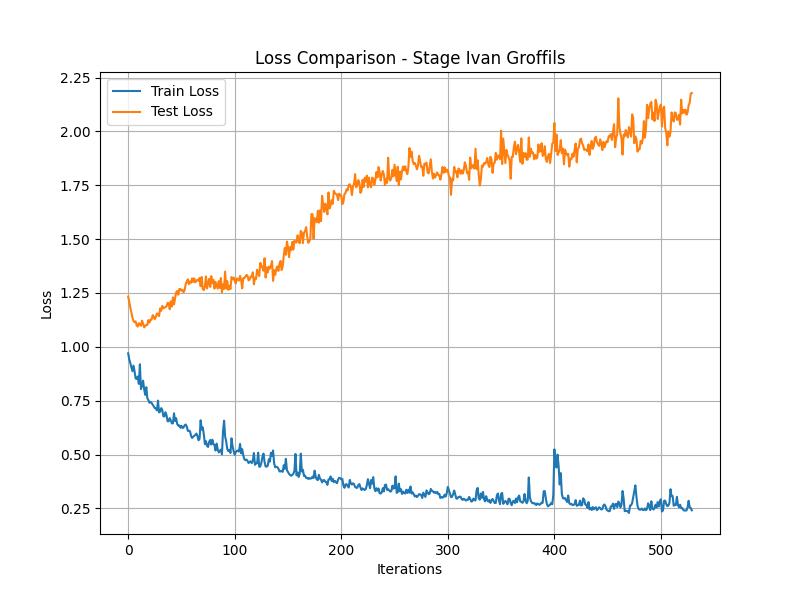 Loss Comparison - Stage Ivan Groffils
Train Loss
Test Loss
2.25
2.00
1.75
1.50
1.25
1.00
0.75
0.50
0.25
Loss
0 100 200 300 400 500
Iterations